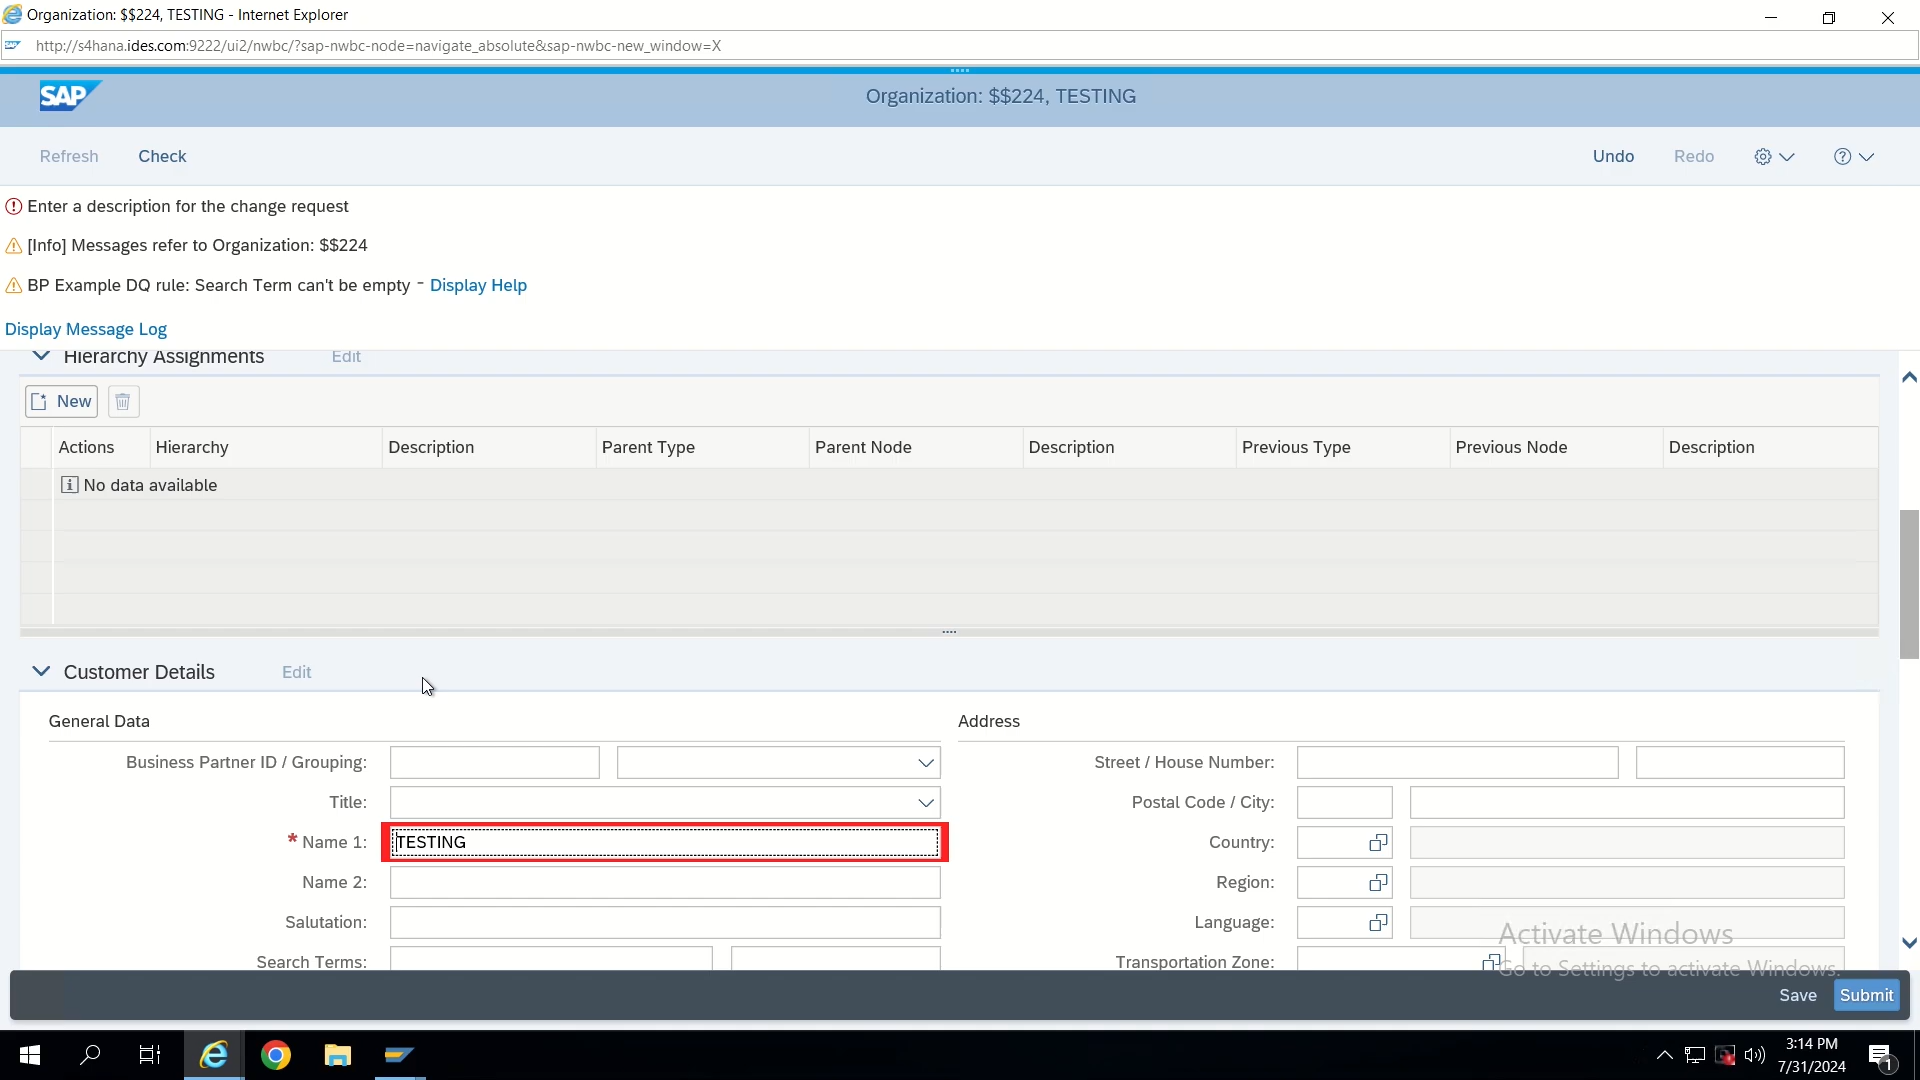 Organization: $$224, TESTING - Internet Explorer
http://s4hana.ides.com:9222/ui2/nwbc/?sap-nwbc-node=navigate_absolute&sap-nwbc-new_window=X
SAP
Organization: $$224, TESTING
Refresh Check Undo Redo
Enter a description for the change request
[Info] Messages refer to Organization: $$224
BP Example DQ rule: Search Term can't be empty - Display Help
Display Message Log
Hierarchy Assignments Edit
New
Actions Hierarchy Description Parent Type Parent Node Description Previous Type Previous Node Description
No data available
Customer Details Edit
General Data Address
Business Partner ID / Grouping: Street / House Number:
Title: Postal Code / City:
* Name 1: TESTING Country:
Name 2: Region:
Salutation: Language:
Search Terms: Transportation Zone:
Activate Windows
Go to Settings to activate Windows.
Save Submit
3:14 PM
7/31/2024
1